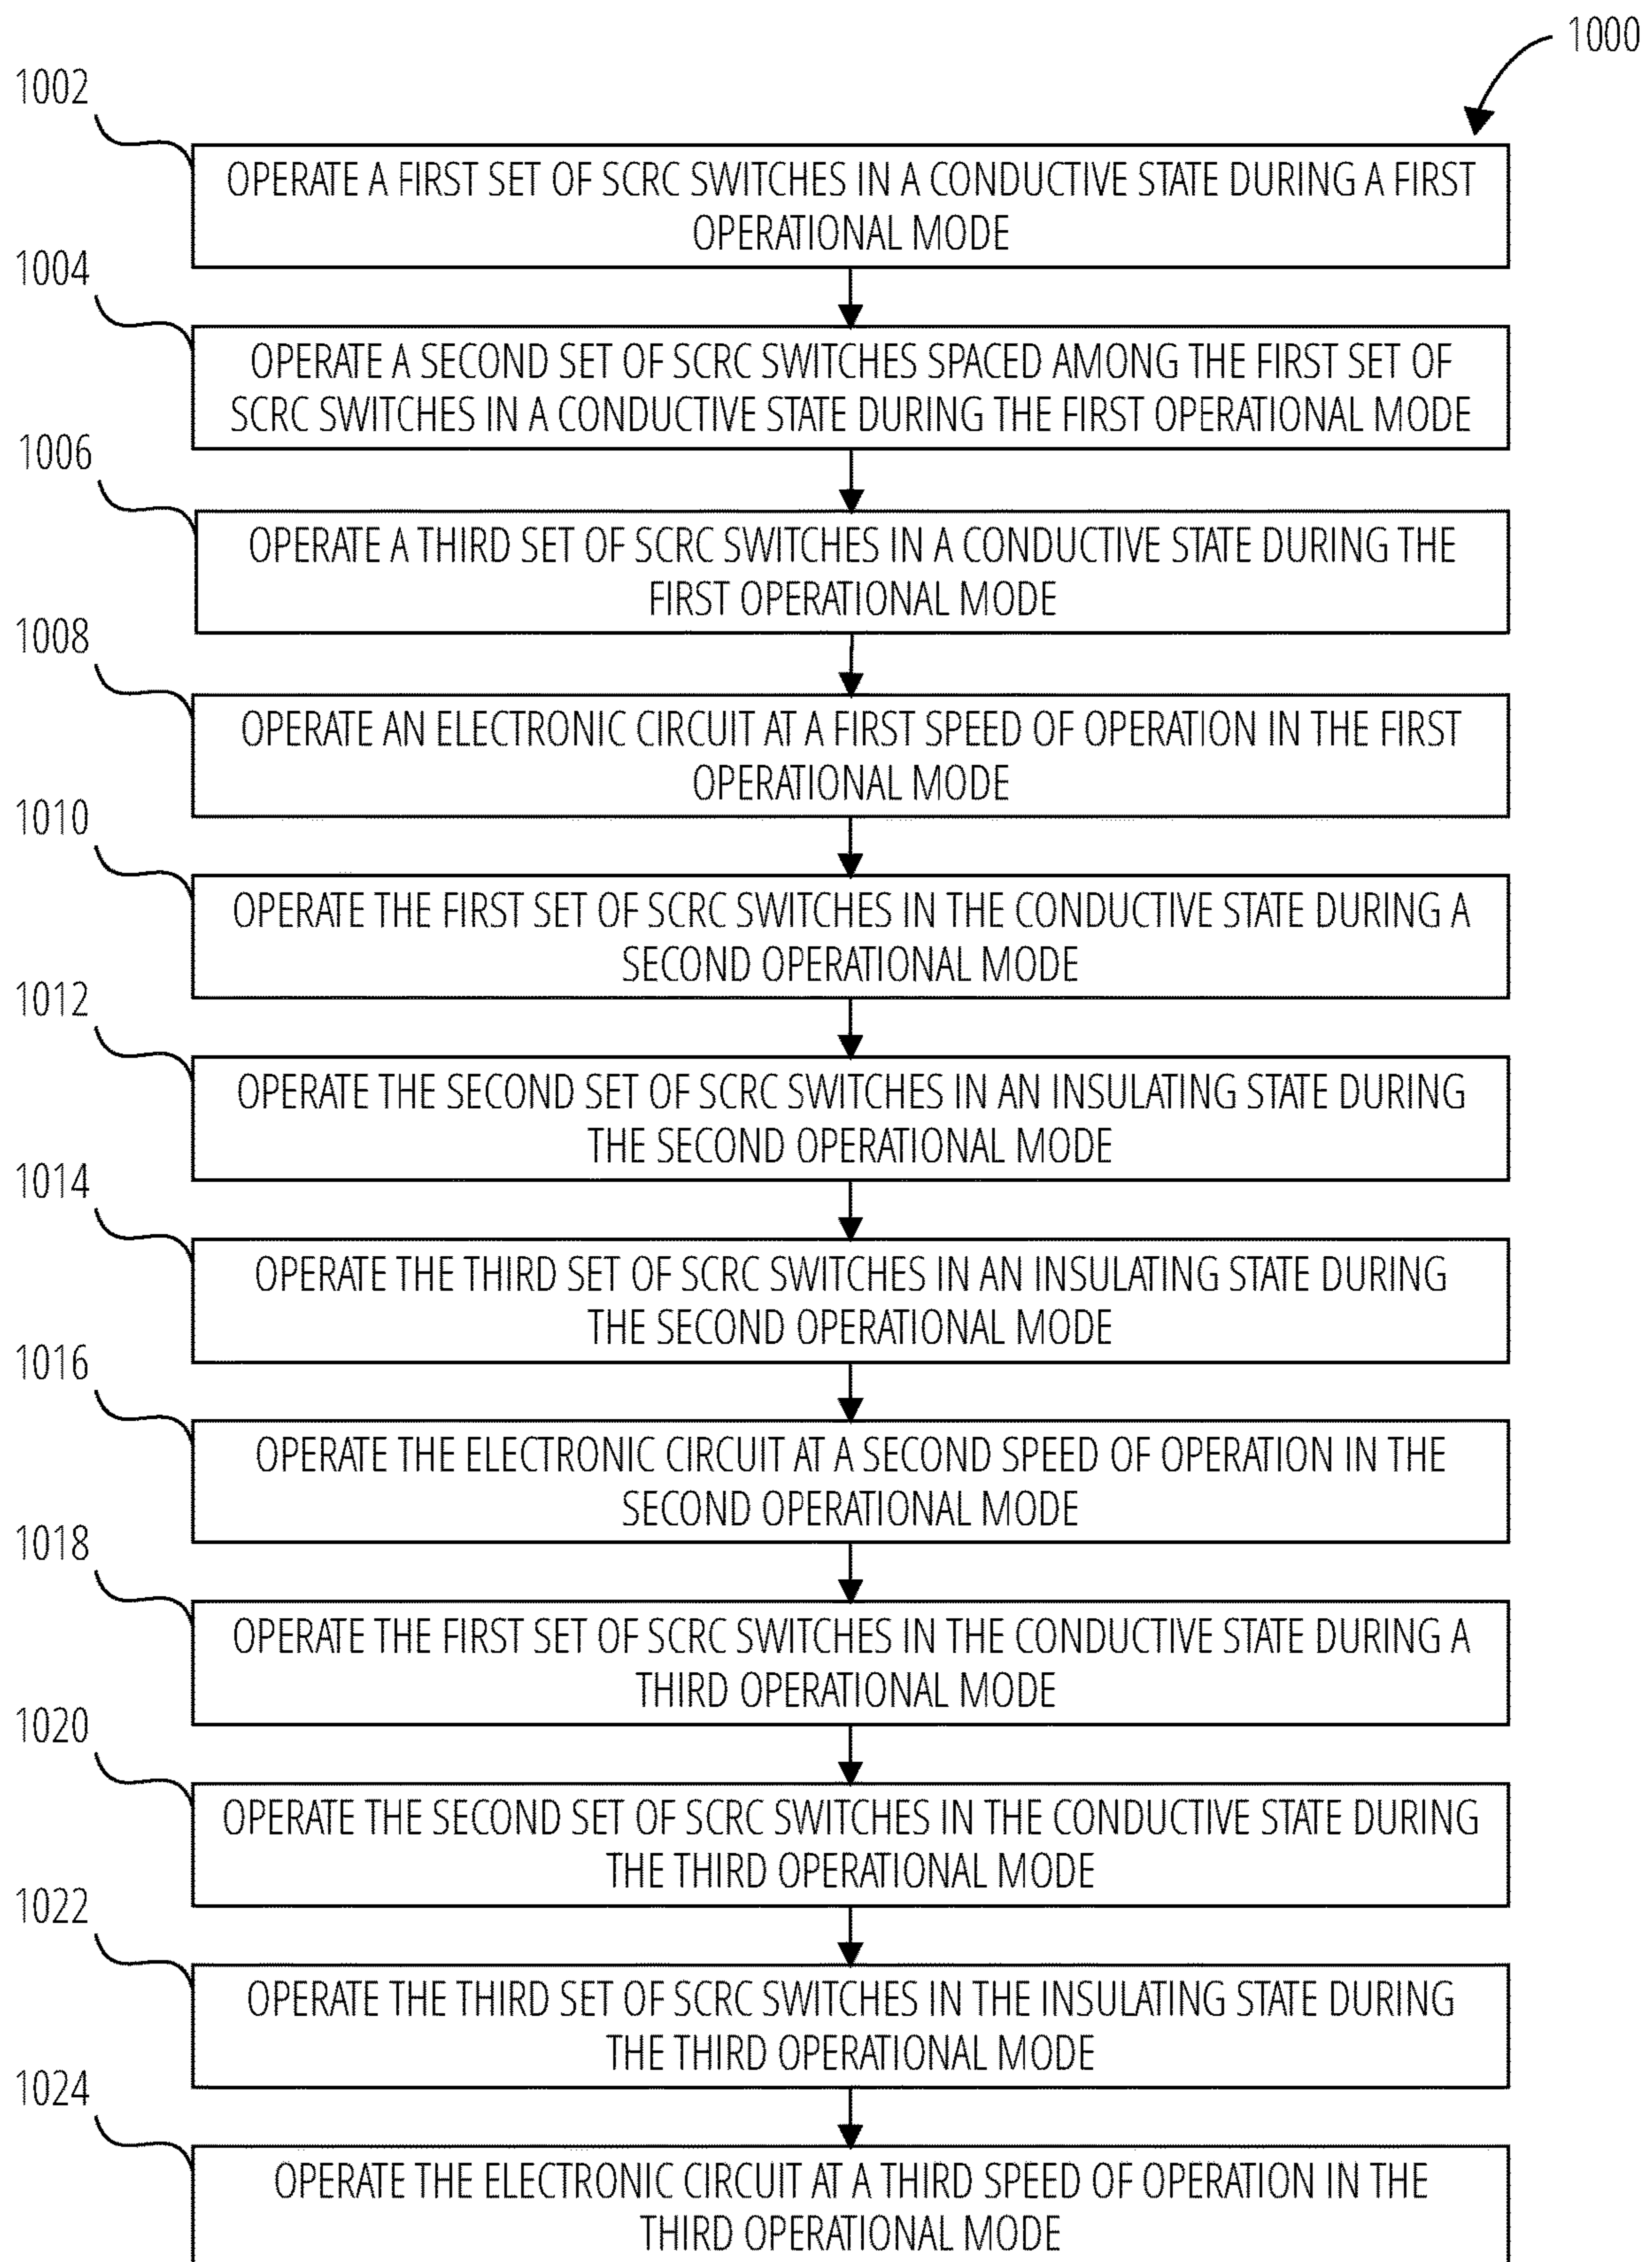 1000
1002
OPERATE A FIRST SET OF SCRC SWITCHES IN A CONDUCTIVE STATE DURING A FIRST
OPERATIONAL MODE
1004
OPERATE A SECOND SET OF SCRC SWITCHES SPACED AMONG THE FIRST SET OF
SCRC SWITCHES IN A CONDUCTIVE STATE DURING THE FIRST OPERATIONAL MODE
1006
OPERATE A THIRD SET OF SCRC SWITCHES IN A CONDUCTIVE STATE DURING THE
FIRST OPERATIONAL MODE
1008
OPERATE AN ELECTRONIC CIRCUIT AT A FIRST SPEED OF OPERATION IN THE FIRST
OPERATIONAL MODE
1010
OPERATE THE FIRST SET OF SCRC SWITCHES IN THE CONDUCTIVE STATE DURING A
SECOND OPERATIONAL MODE
1012
OPERATE THE SECOND SET OF SCRC SWITCHES IN AN INSULATING STATE DURING
THE SECOND OPERATIONAL MODE
1014
OPERATE THE THIRD SET OF SCRC SWITCHES IN AN INSULATING STATE DURING
THE SECOND OPERATIONAL MODE
1016
OPERATE THE ELECTRONIC CIRCUIT AT A SECOND SPEED OF OPERATION IN THE
SECOND OPERATIONAL MODE
1018
OPERATE THE FIRST SET OF SCRC SWITCHES IN THE CONDUCTIVE STATE DURING A
THIRD OPERATIONAL MODE
1020
OPERATE THE SECOND SET OF SCRC SWITCHES IN THE CONDUCTIVE STATE DURING
THE THIRD OPERATIONAL MODE
1022
OPERATE THE THIRD SET OF SCRC SWITCHES IN THE INSULATING STATE DURING
THE THIRD OPERATIONAL MODE
1024
OPERATE THE ELECTRONIC CIRCUIT AT A THIRD SPEED OF OPERATION IN THE
THIRD OPERATIONAL MODE